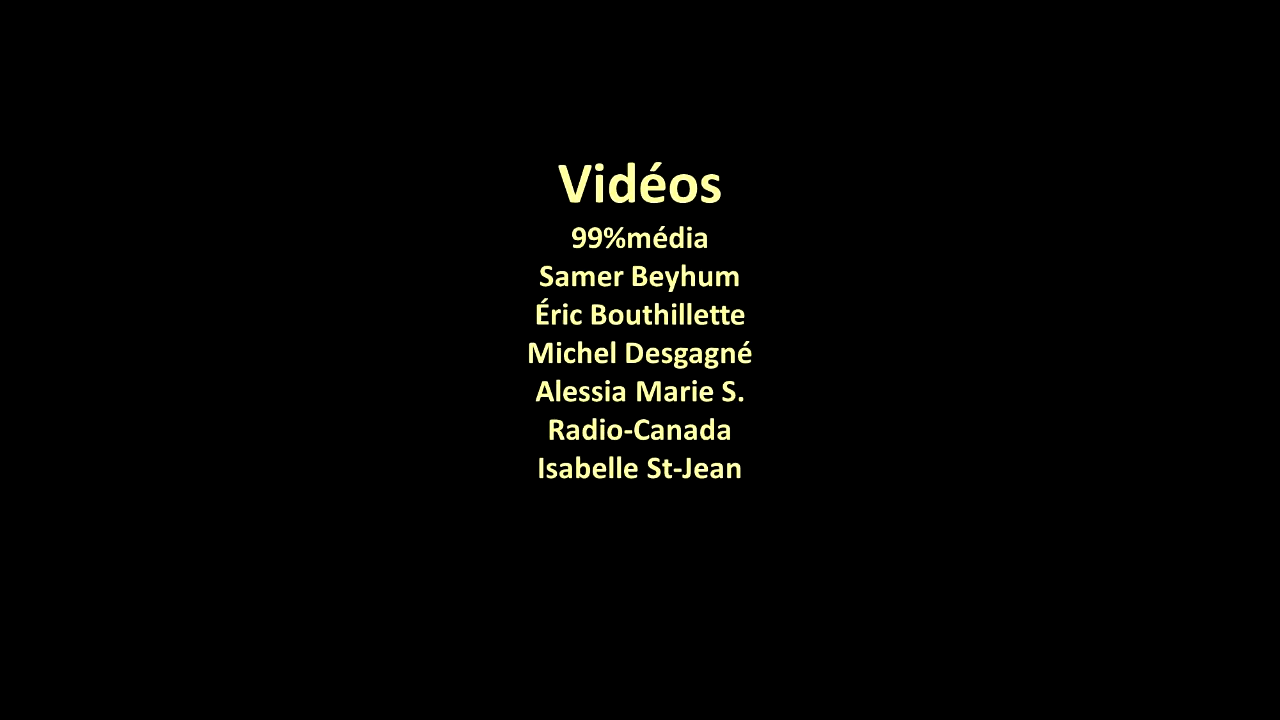 Vidéos
99%média
Samer Beyhum
Éric Bouthillette
Michel Desgagné
Alessia Marie S.
Radio-Canada
Isabelle St-Jean